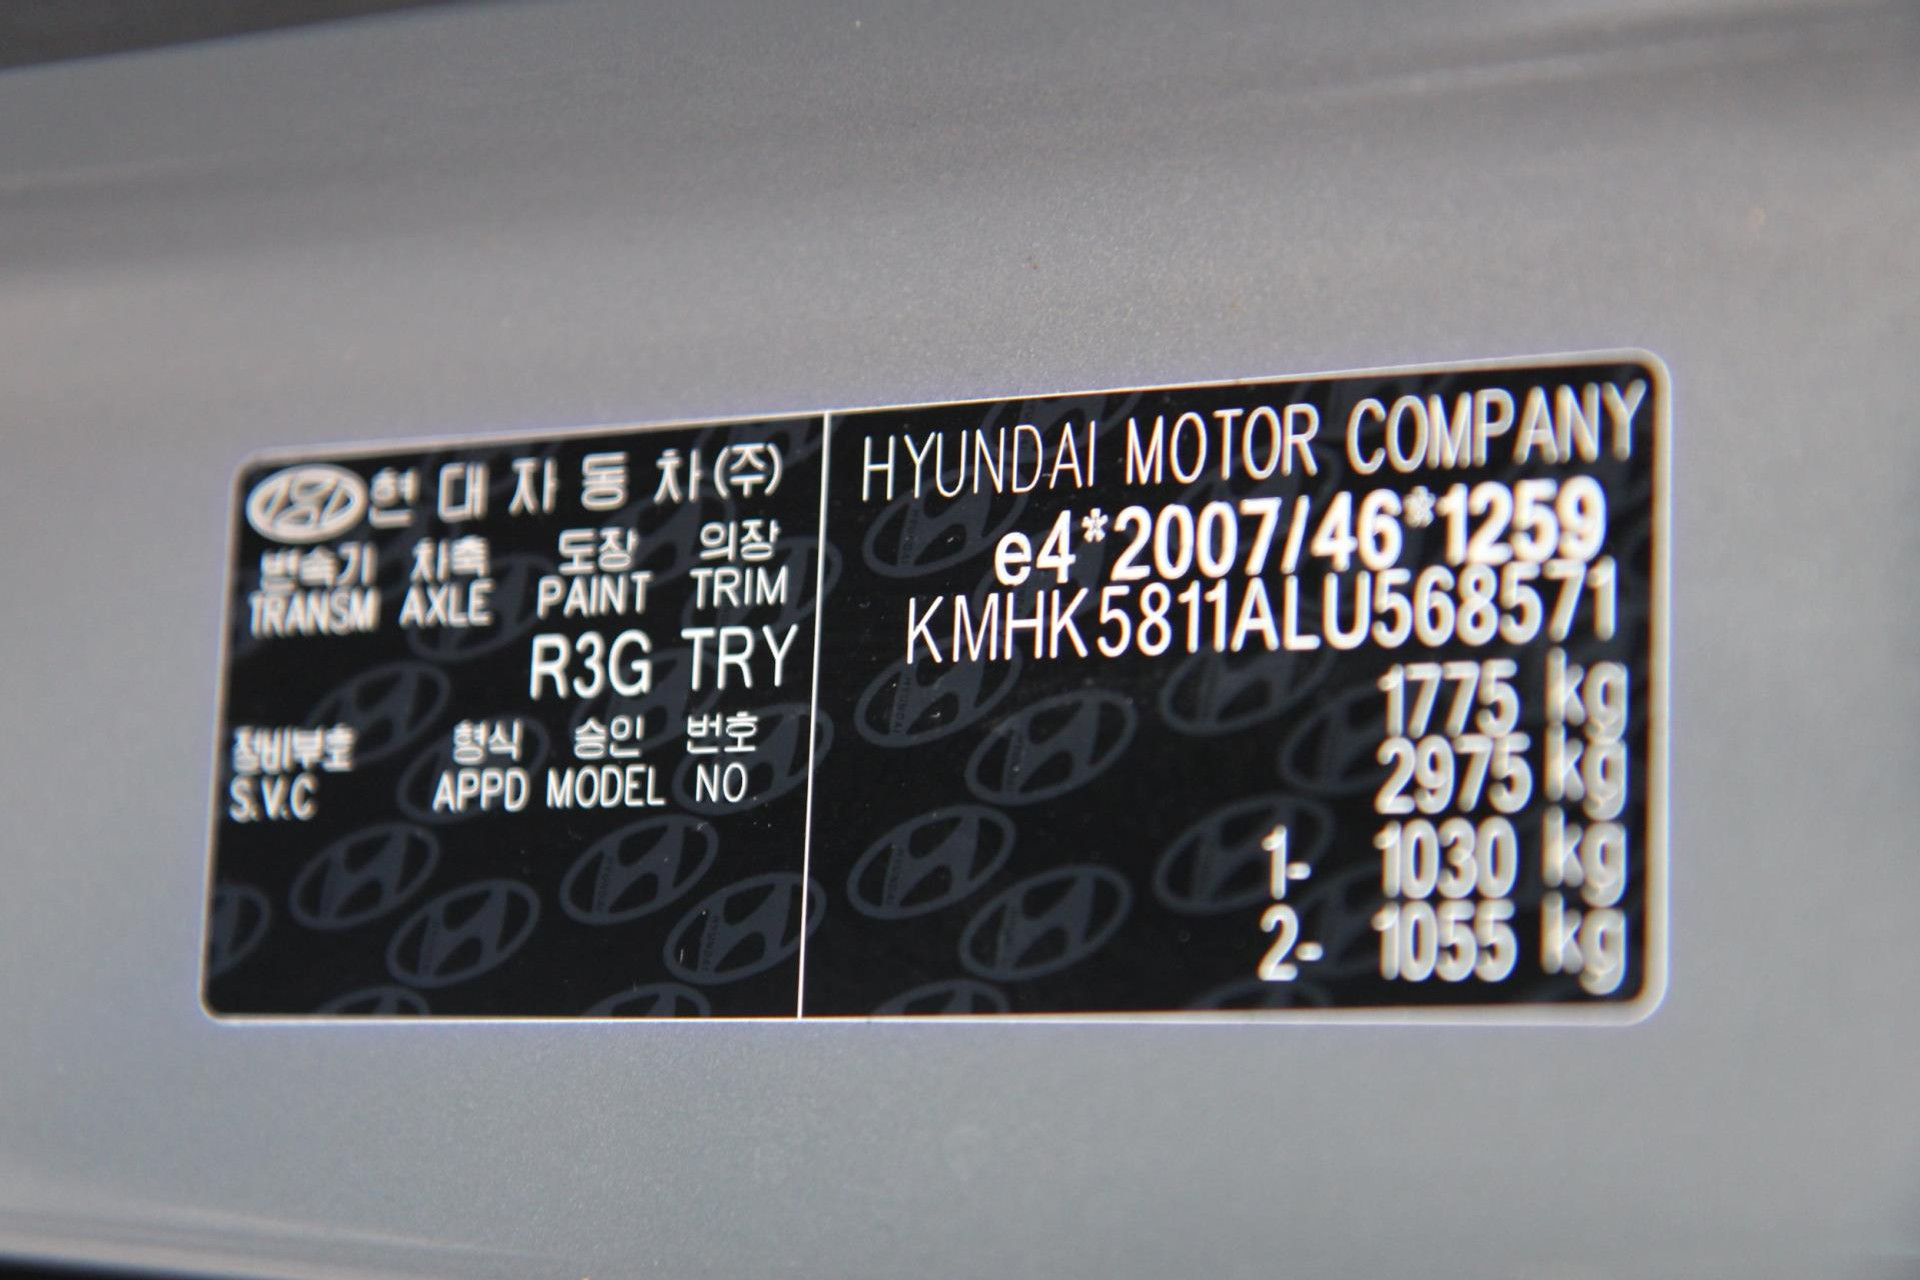 현대자동차(주)
변속기 차축 도장 의장
TRANSM AXLE PAINT TRIM
R3G TRY
장비부호 형식 승인 번호
S.V.C APPD MODEL NO
HYUNDAI MOTOR COMPANY
e4*2007/46*1259
KMHK5811ALU568571
1775 kg
2975 kg
1- 1030 kg
2- 1055 kg